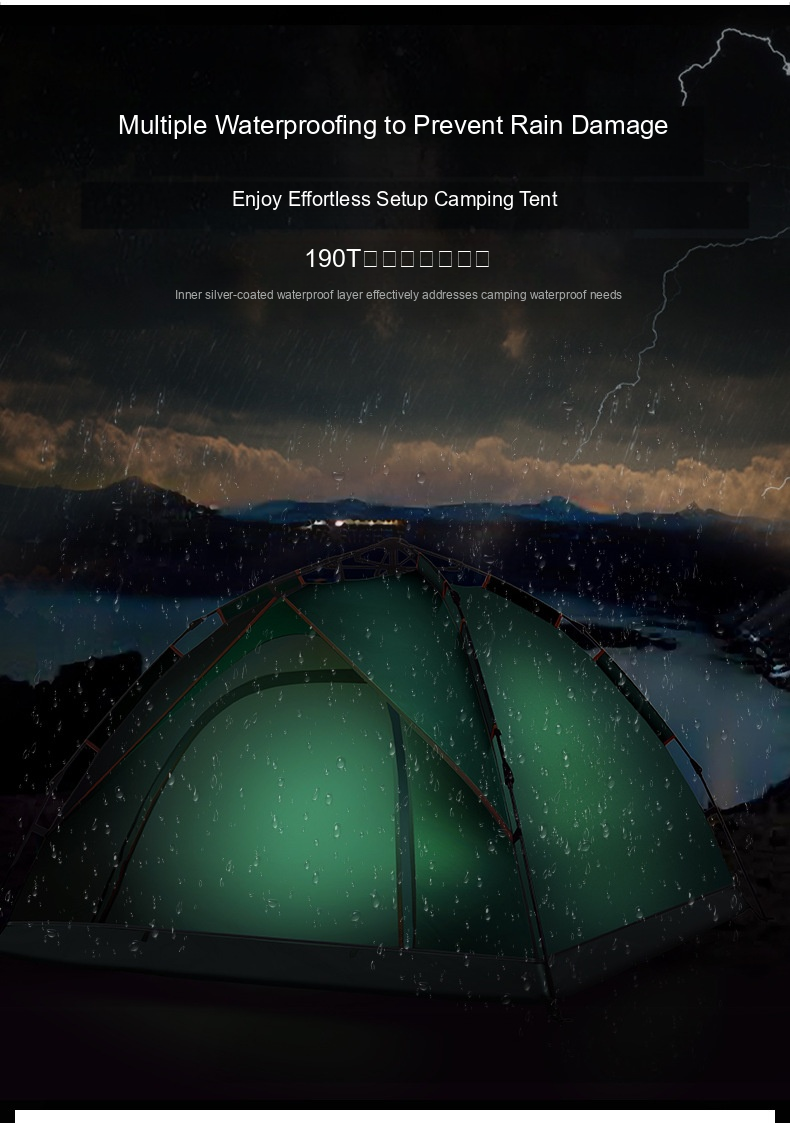 Multiple Waterproofing to Prevent Rain Damage
Enjoy Effortless Setup Camping Tent
190T□□□□□□□
Inner silver-coated waterproof layer effectively addresses camping waterproof needs